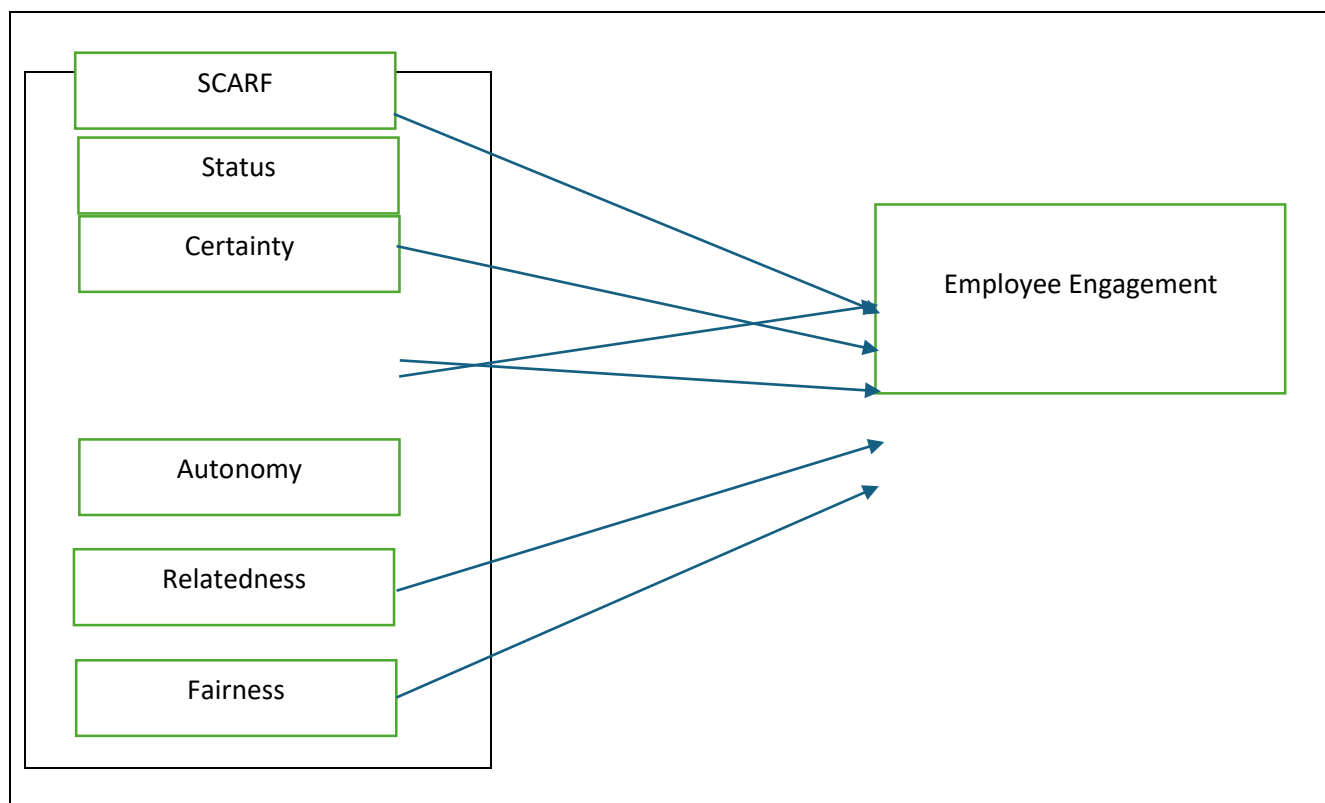 SCARF
Status
Certainty
Employee Engagement
Autonomy
Relatedness
Fairness